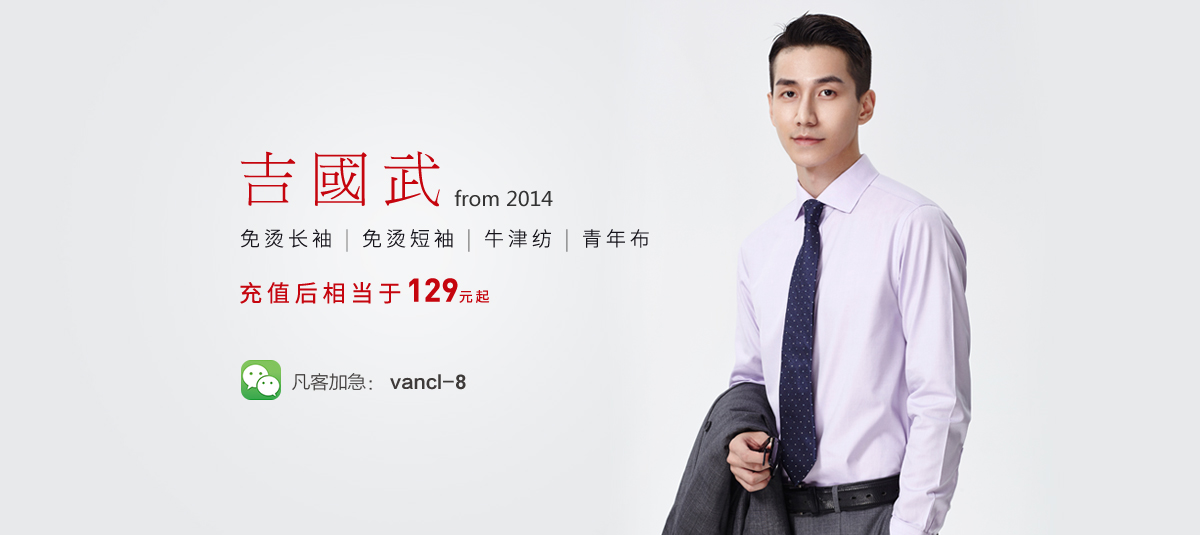 吉國武 from 2014
免烫长袖 | 免烫短袖 | 牛津纺 | 青年布
充值后相当于129元起
凡客加急： vancl-8